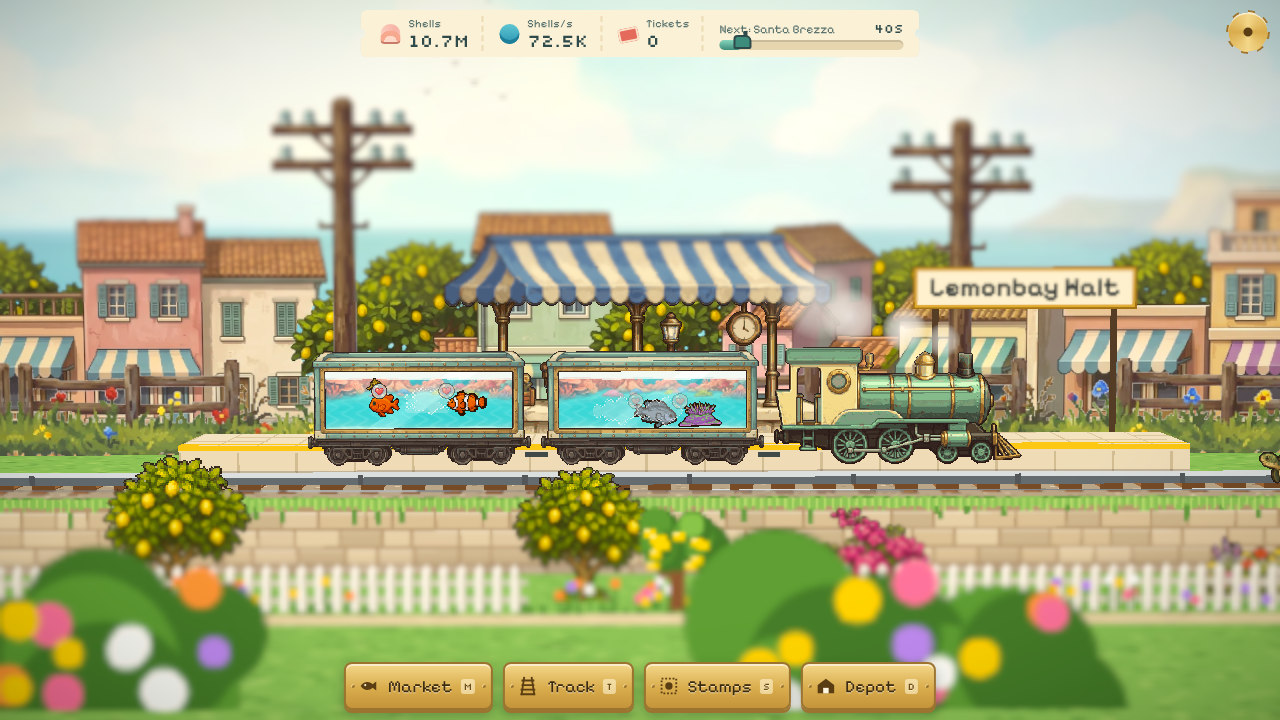 Shells
10.7M
Shells/s
72.5K
Tickets
0
Next: Santa Brezza
40S
Lemonbay Halt
Market M
Track T
Stamps S
Depot D